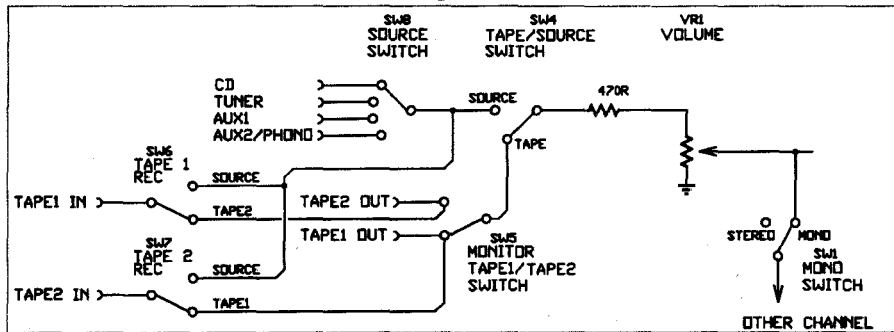 SW8
SOURCE
SWITCH
SW4
TAPE/SOURCE
SWITCH
VR1
VOLUME
CD
TUNER
AUX1
AUX2/PHONO
SOURCE
470R
TAPE
SW6
TAPE 1
REC
SOURCE
TAPE1 IN
TAPE2
TAPE2 OUT
TAPE1 OUT
SW7
TAPE 2
REC
SOURCE
TAPE2 IN
TAPE1
SW5
MONITOR
TAPE1/TAPE2
SWITCH
STEREO
MONO
SW1
MONO
SWITCH
OTHER CHANNEL